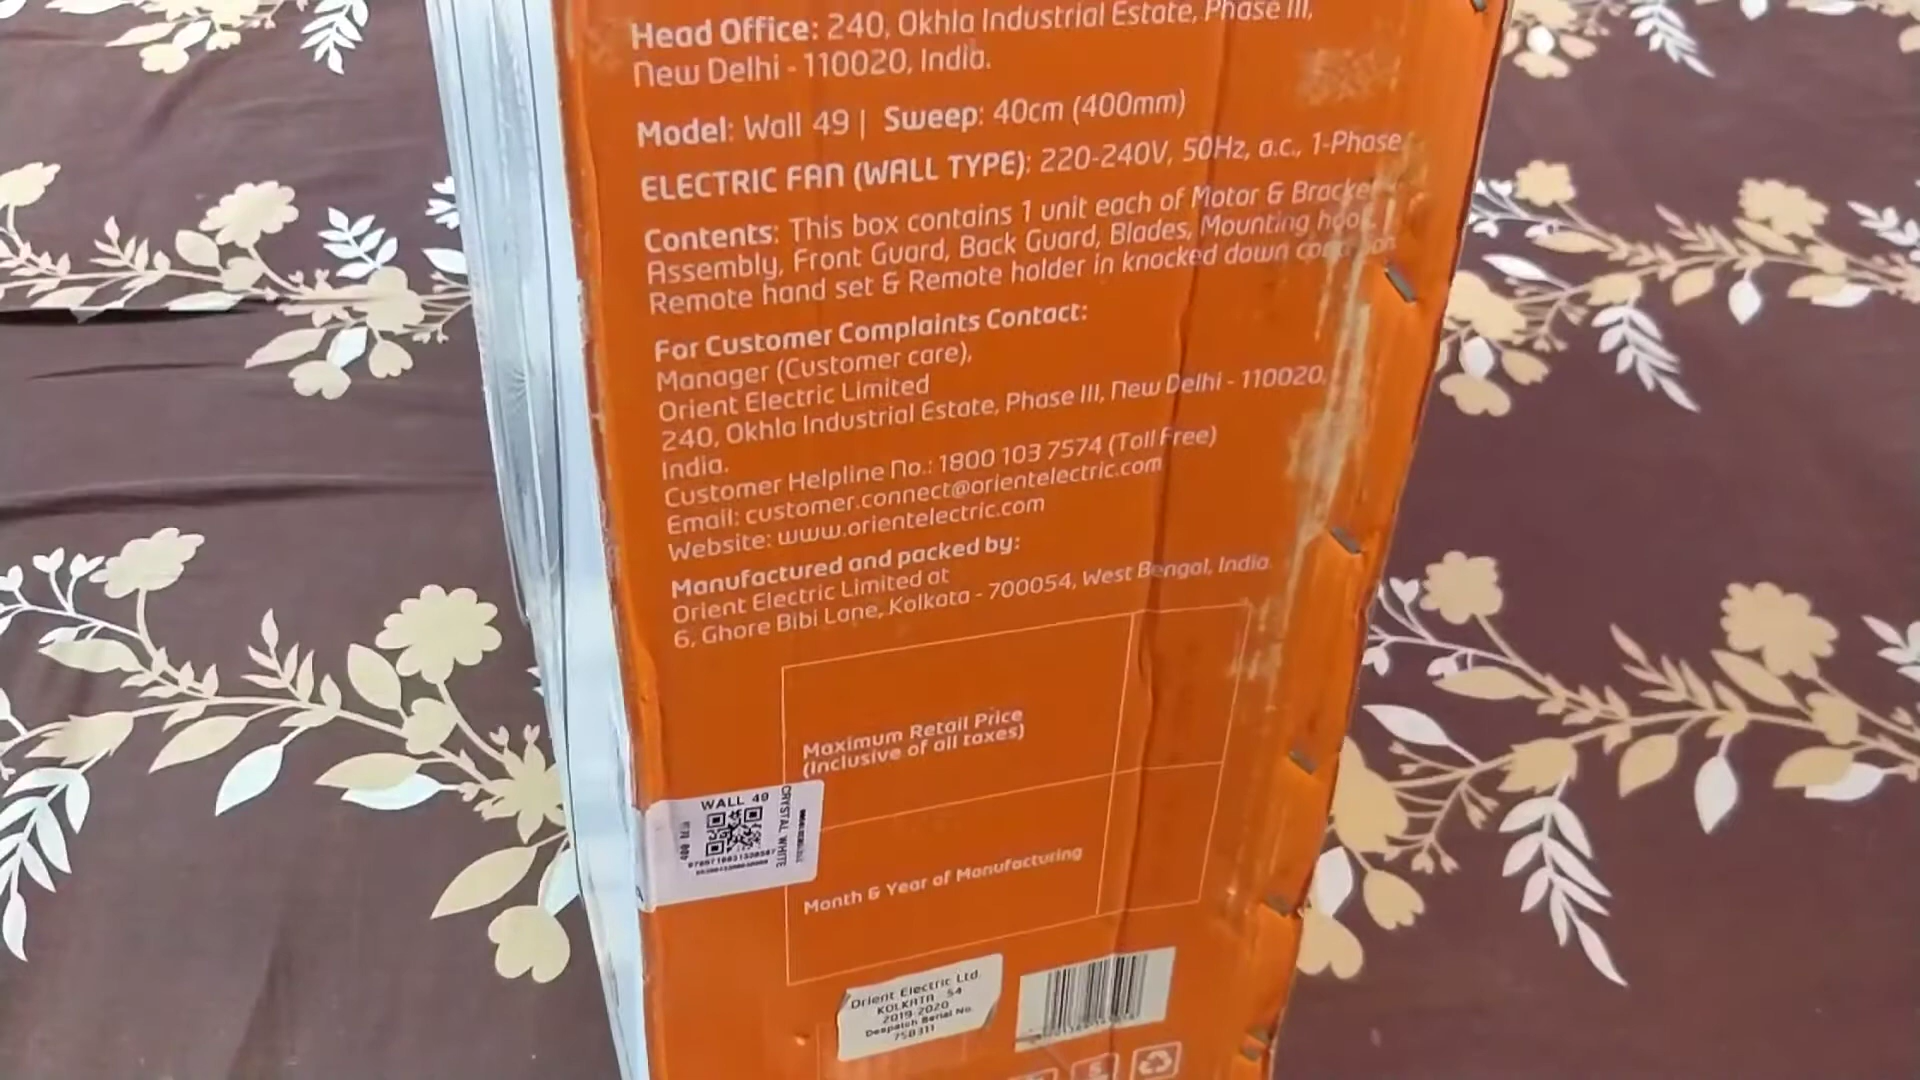 Head Office: 240, Okhla Industrial Estate, Phase III,
New Delhi - 110020, India.
Model: Wall 49 | Sweep: 40cm (400mm)
ELECTRIC FAN (WALL TYPE): 220-240V, 50Hz, a.c., 1-Phase
Contents: This box contains 1 unit each of Motor & Bracket
Assembly, Front Guard, Back Guard, Blades, Mounting hook,
Remote hand set & Remote holder in knocked down condition
For Customer Complaints Contact:
Manager (Customer care),
Orient Electric Limited
240, Okhla Industrial Estate, Phase III, New Delhi - 110020,
India.
Customer Helpline No.: 1800 103 7574 (Toll Free)
Email: customer.connect@orientelectric.com
Website: www.orientelectric.com
Manufactured and packed by:
Orient Electric Limited at
6, Ghore Bibi Lane, Kolkata - 700054, West Bengal, India
Maximum Retail Price
(Inclusive of all taxes)
WALL 49
CRYSTAL WHITE
Month & Year of Manufacturing
Orient Electric Ltd.
KOLKATA 54
2019-2020
Despatch Serial No.
758311